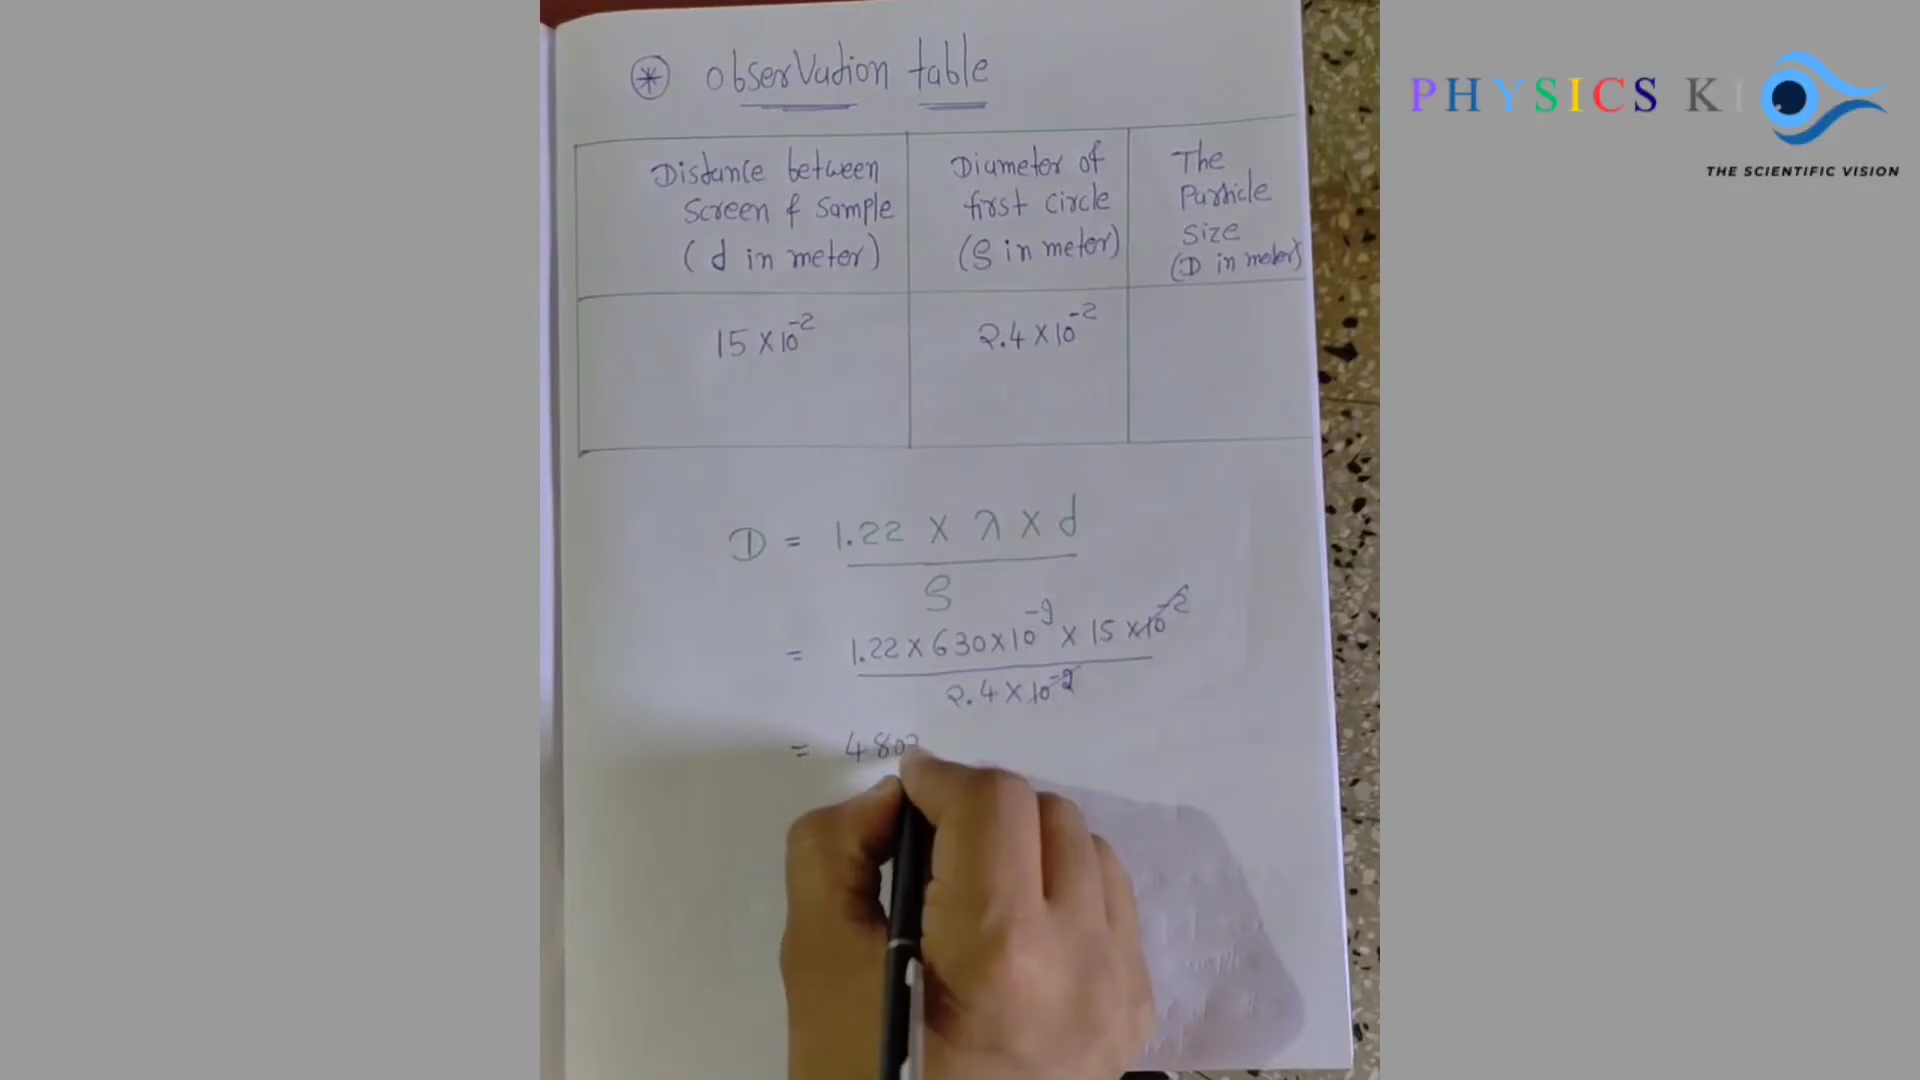 PHYSICS K
THE SCIENTIFIC VISION
* Observation table
Distance between
Screen & Sample
(d in meter)
Diameter of
first circle
(S in meter)
The
Particle
Size
(D in meter)
15 × 10⁻²
2.4 × 10⁻²
D = 1.22 × λ × d
S
= 1.22 × 630 × 10⁻⁹ × 15 × 10⁻²
2.4 × 10⁻²
= 480